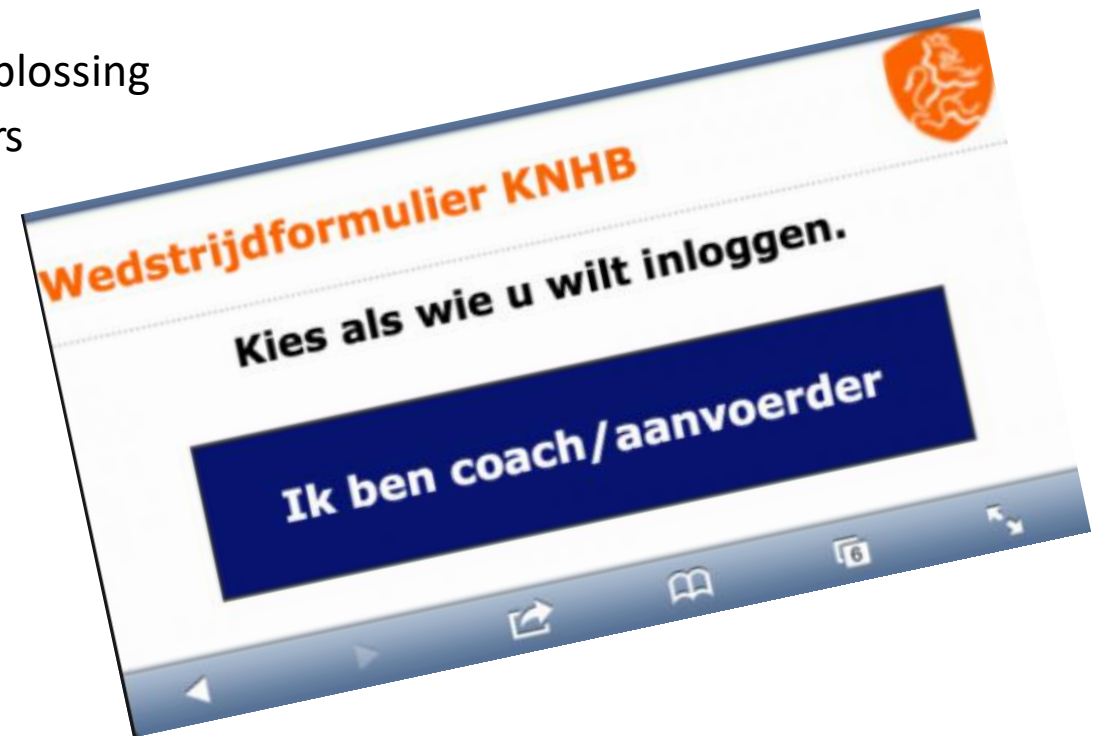 plossing
rs
Wedstrijdformulier KNHB
Kies als wie u wilt inloggen.
Ik ben coach/aanvoerder
6